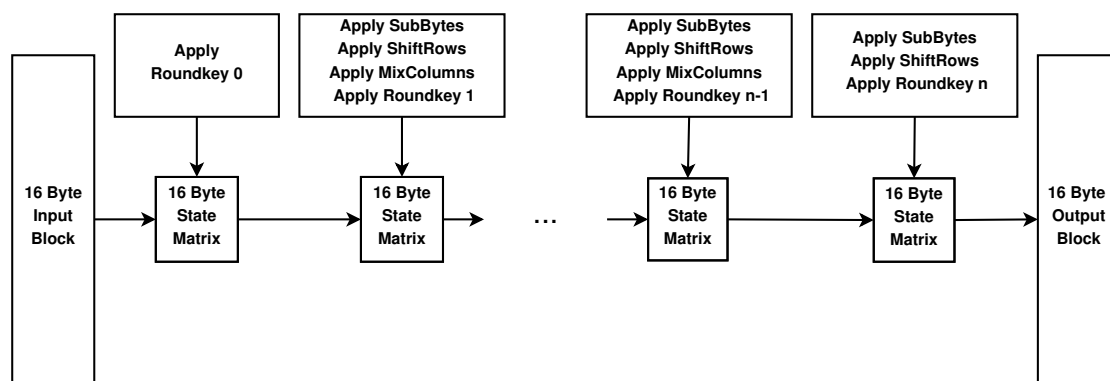 Apply
Roundkey 0
Apply SubBytes
Apply ShiftRows
Apply MixColumns
Apply Roundkey 1
Apply SubBytes
Apply ShiftRows
Apply MixColumns
Apply Roundkey n-1
Apply SubBytes
Apply ShiftRows
Apply Roundkey n
16 Byte
Input
Block
16 Byte
State
Matrix
16 Byte
State
Matrix
...
16 Byte
State
Matrix
16 Byte
State
Matrix
16 Byte
Output
Block